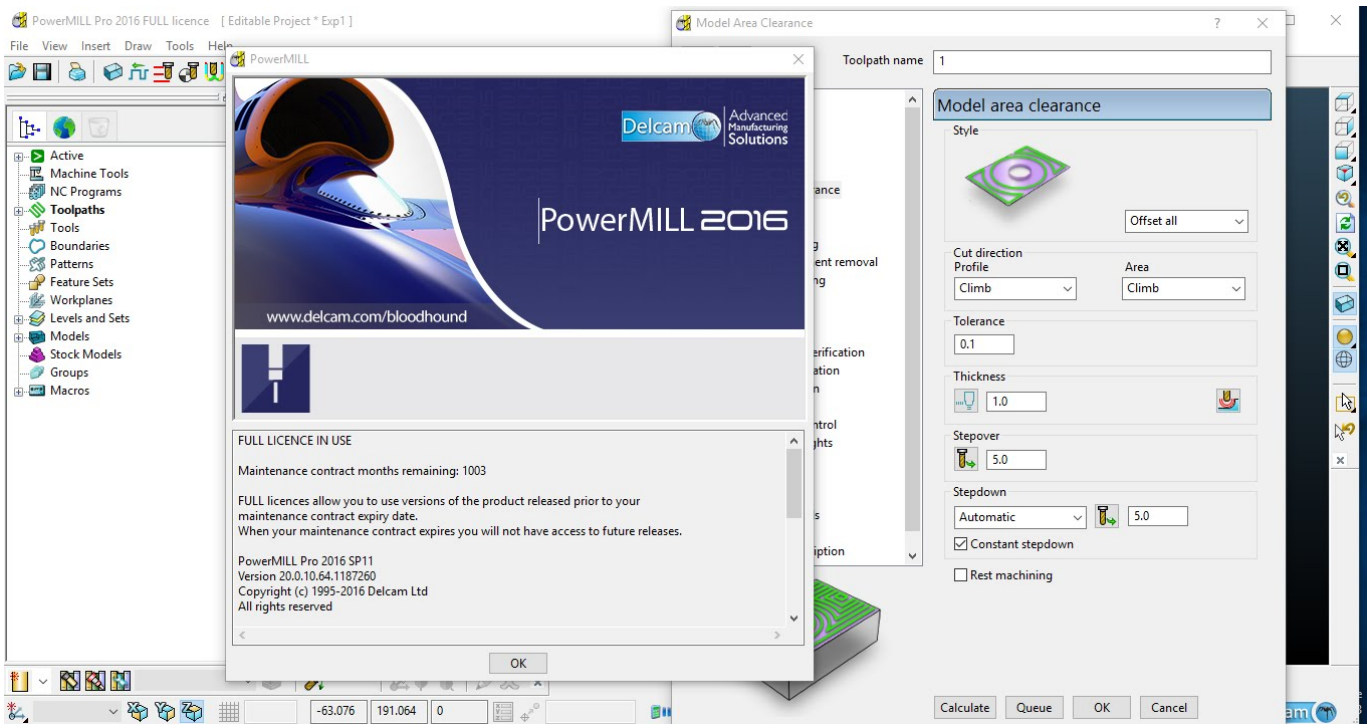 PowerMILL Pro 2016 FULL licence [ Editable Project * Exp1 ]
File View Insert Draw Tools Help
Active
Machine Tools
NC Programs
Toolpaths
Tools
Boundaries
Patterns
Feature Sets
Workplanes
Levels and Sets
Models
Stock Models
Groups
Macros
PowerMILL
Delcam
Advanced
Manufacturing
Solutions
PowerMILL 2016
www.delcam.com/bloodhound
FULL LICENCE IN USE
Maintenance contract months remaining: 1003
FULL licences allow you to use versions of the product released prior to your
maintenance contract expiry date.
When your maintenance contract expires you will not have access to future releases.
PowerMILL Pro 2016 SP11
Version 20.0.10.64.1187260
Copyright (c) 1995-2016 Delcam Ltd
All rights reserved
OK
Model Area Clearance
?
Toolpath name 1
Model area clearance
Style
Offset all
Cut direction
Profile Area
Climb Climb
Tolerance
0.1
Thickness
1.0
Stepover
5.0
Stepdown
Automatic 5.0
Constant stepdown
Rest machining
Calculate Queue OK Cancel
-63.076 191.064 0